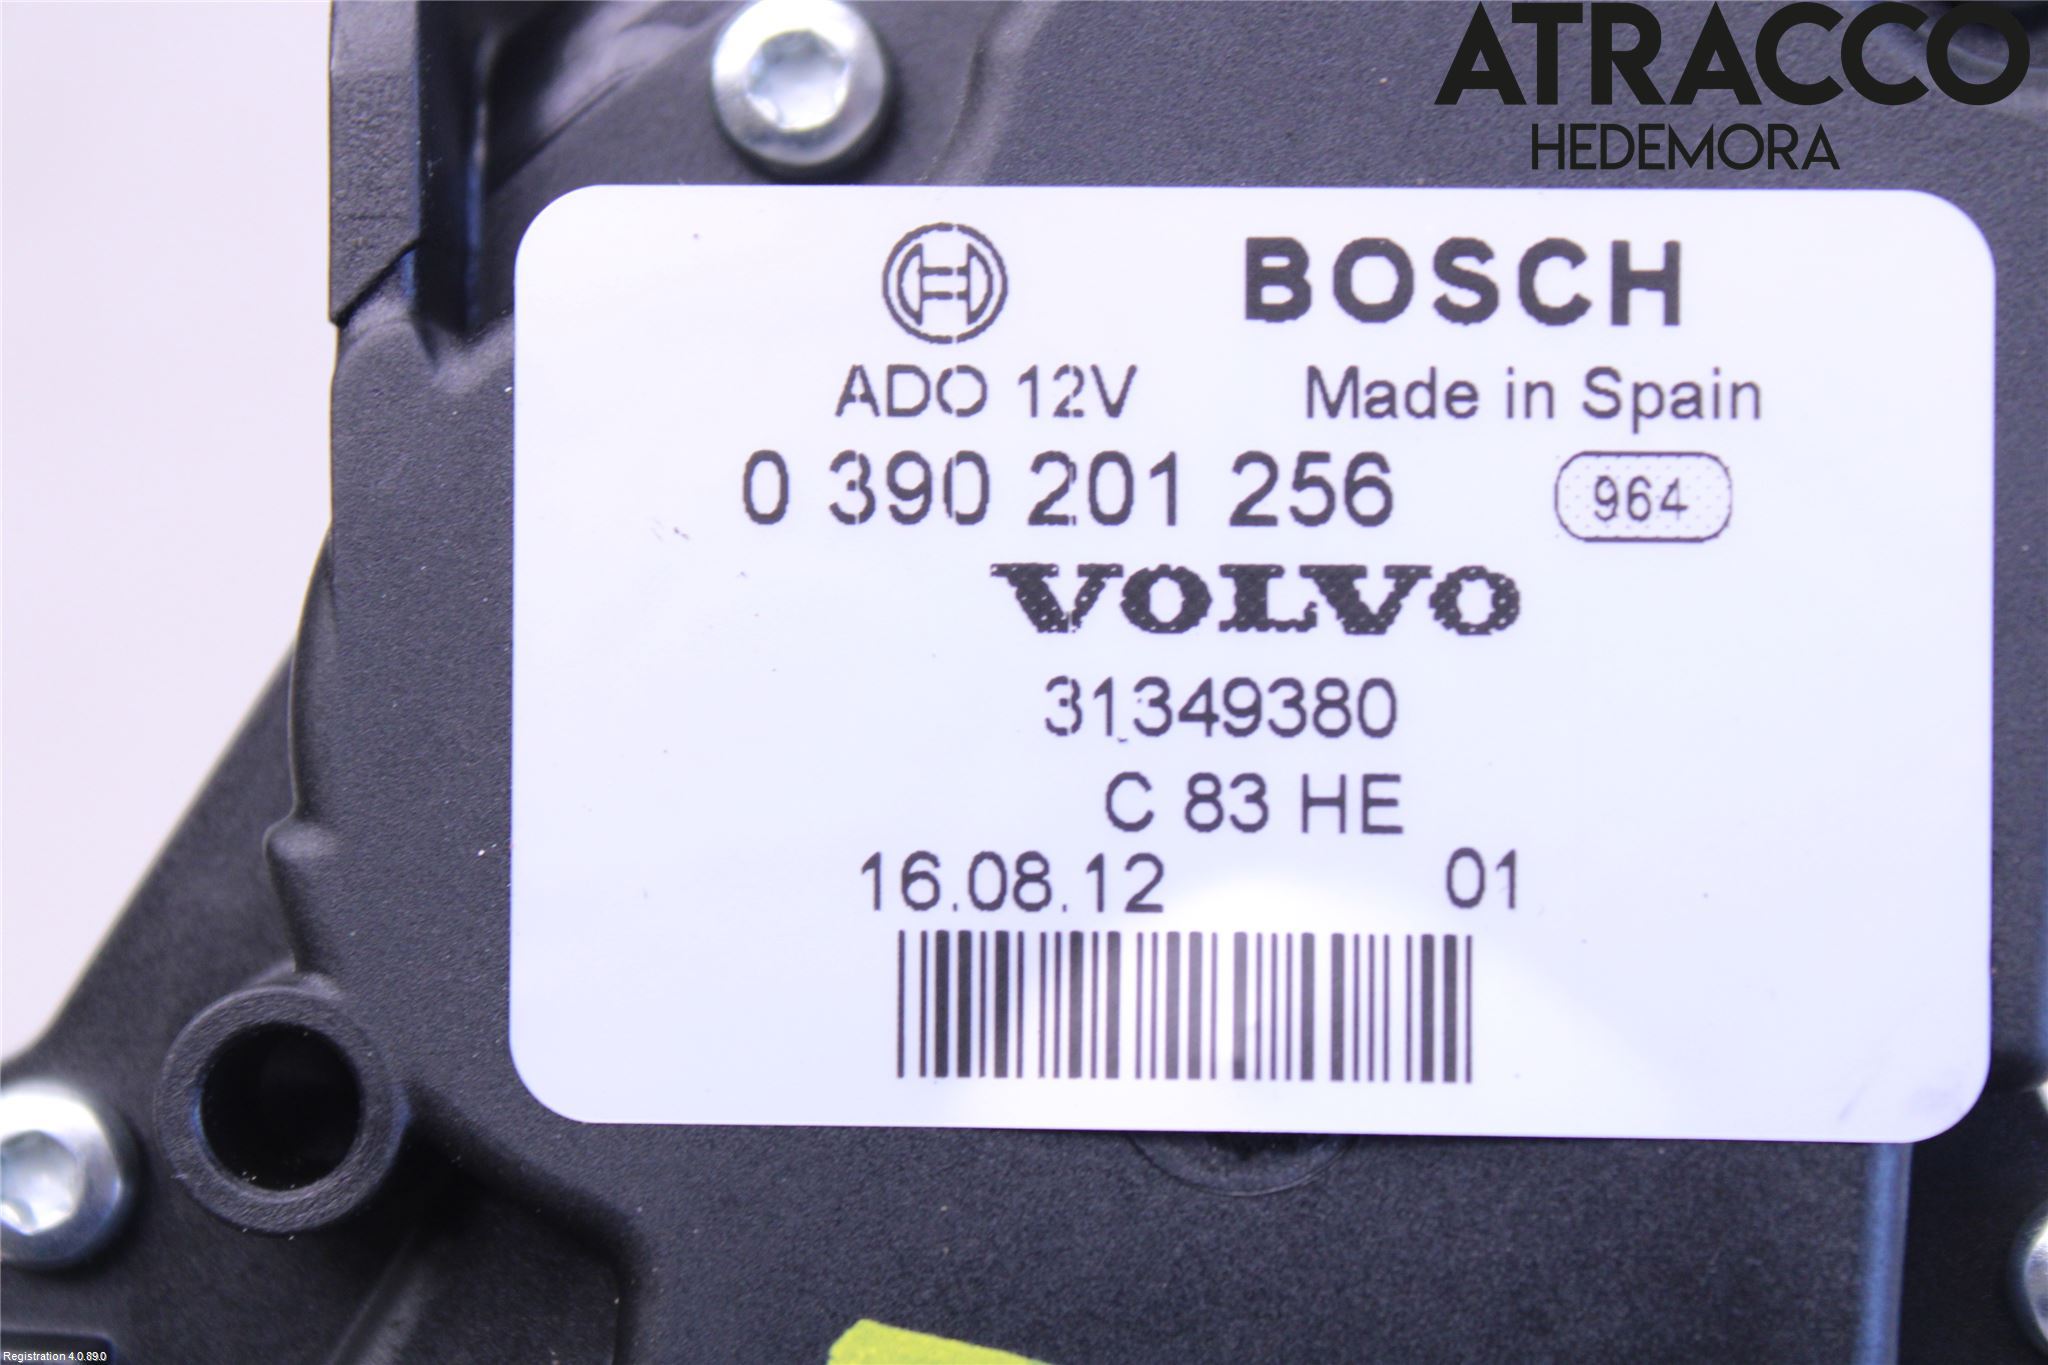 ATRACCO
HEDEMORA
BOSCH
ADO 12V Made in Spain
0 390 201 256 964
VOLVO
31349380
C 83 HE
16.08.12 01
Registration 4.0.89.0